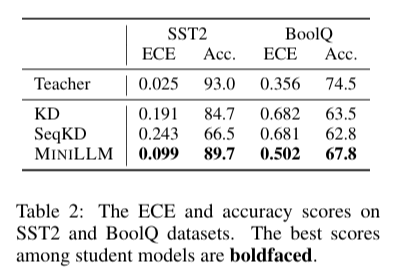 SST2 BoolQ
ECE Acc. ECE Acc.
Teacher 0.025 93.0 0.356 74.5
KD 0.191 84.7 0.682 63.5
SeqKD 0.243 66.5 0.681 62.8
MINILLM 0.099 89.7 0.502 67.8
Table 2: The ECE and accuracy scores on
SST2 and BoolQ datasets. The best scores
among student models are boldfaced.